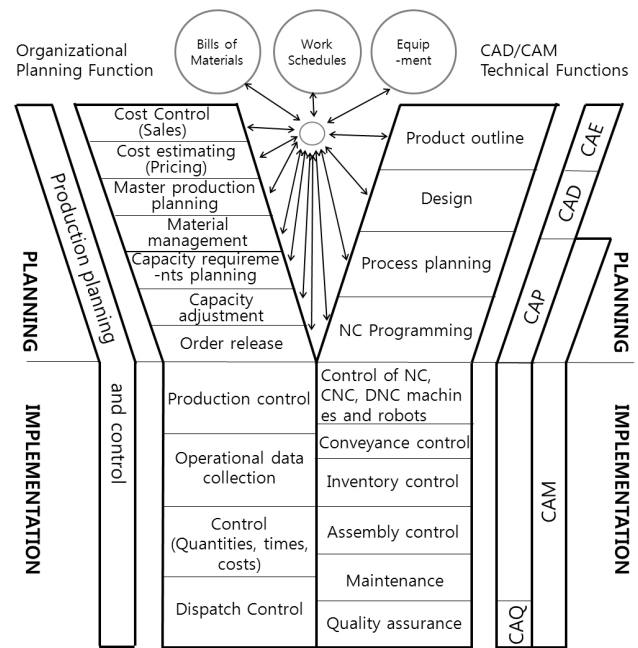 Organizational
Planning Function
Bills of
Materials
Work
Schedules
Equip
-ment
CAD/CAM
Technical Functions
PLANNING
IMPLEMENTATION
Production planning
and control
Cost Control
(Sales)
Cost estimating
(Pricing)
Master production
planning
Material
management
Capacity requireme
-nts planning
Capacity
adjustment
Order release
Production control
Operational data
collection
Control
(Quantities, times,
costs)
Dispatch Control
Product outline
Design
Process planning
NC Programming
Control of NC,
CNC, DNC machin
es and robots
Conveyance control
Inventory control
Assembly control
Maintenance
Quality assurance
CAE
CAD
CAP
CAM
CAQ
PLANNING
IMPLEMENTATION